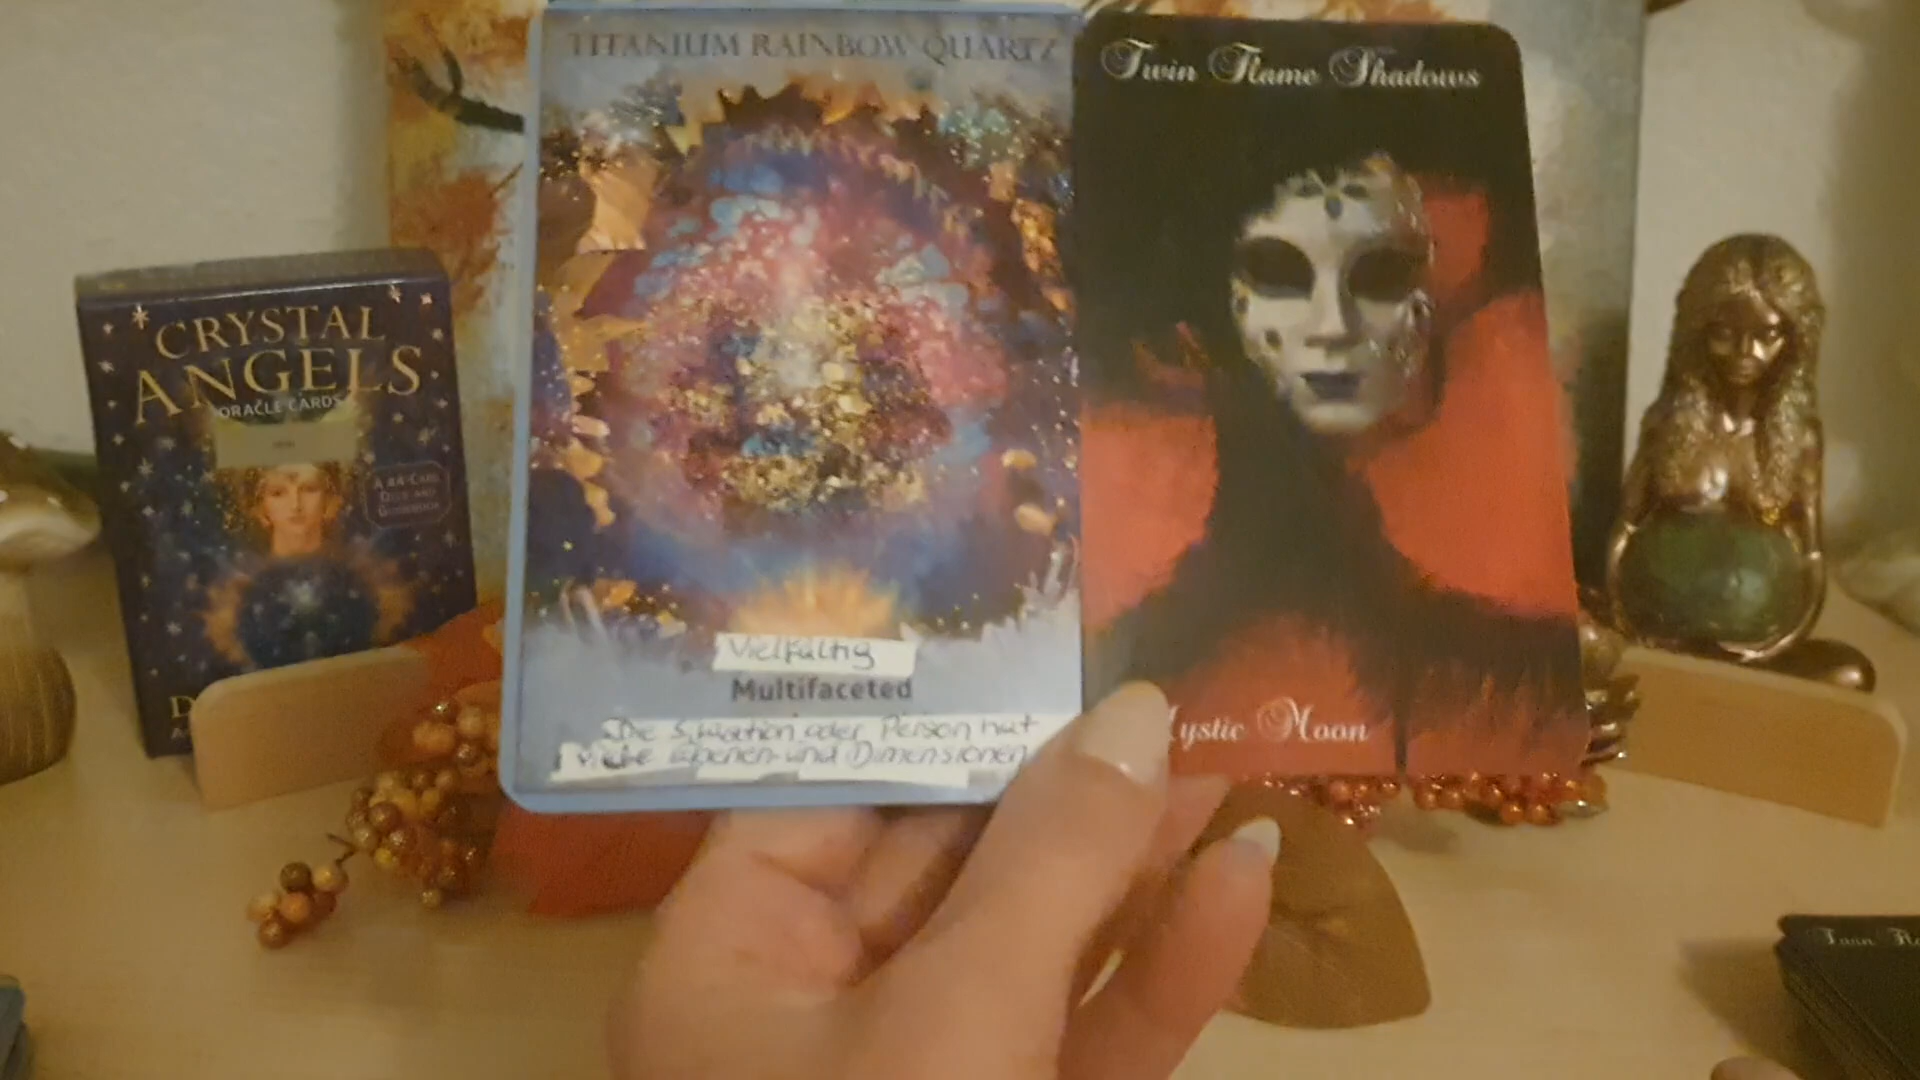 TITANIUM RAINBOW QUARTZ
Vielfältig
Multifaceted
Die Situation oder Person hat
viele Ebenen und Dimensionen
Twin Flame Shadows
Mystic Moon
CRYSTAL
ANGELS
ORACLE CARDS
A 44-CARD
DECK AND
GUIDEBOOK
D
Twin